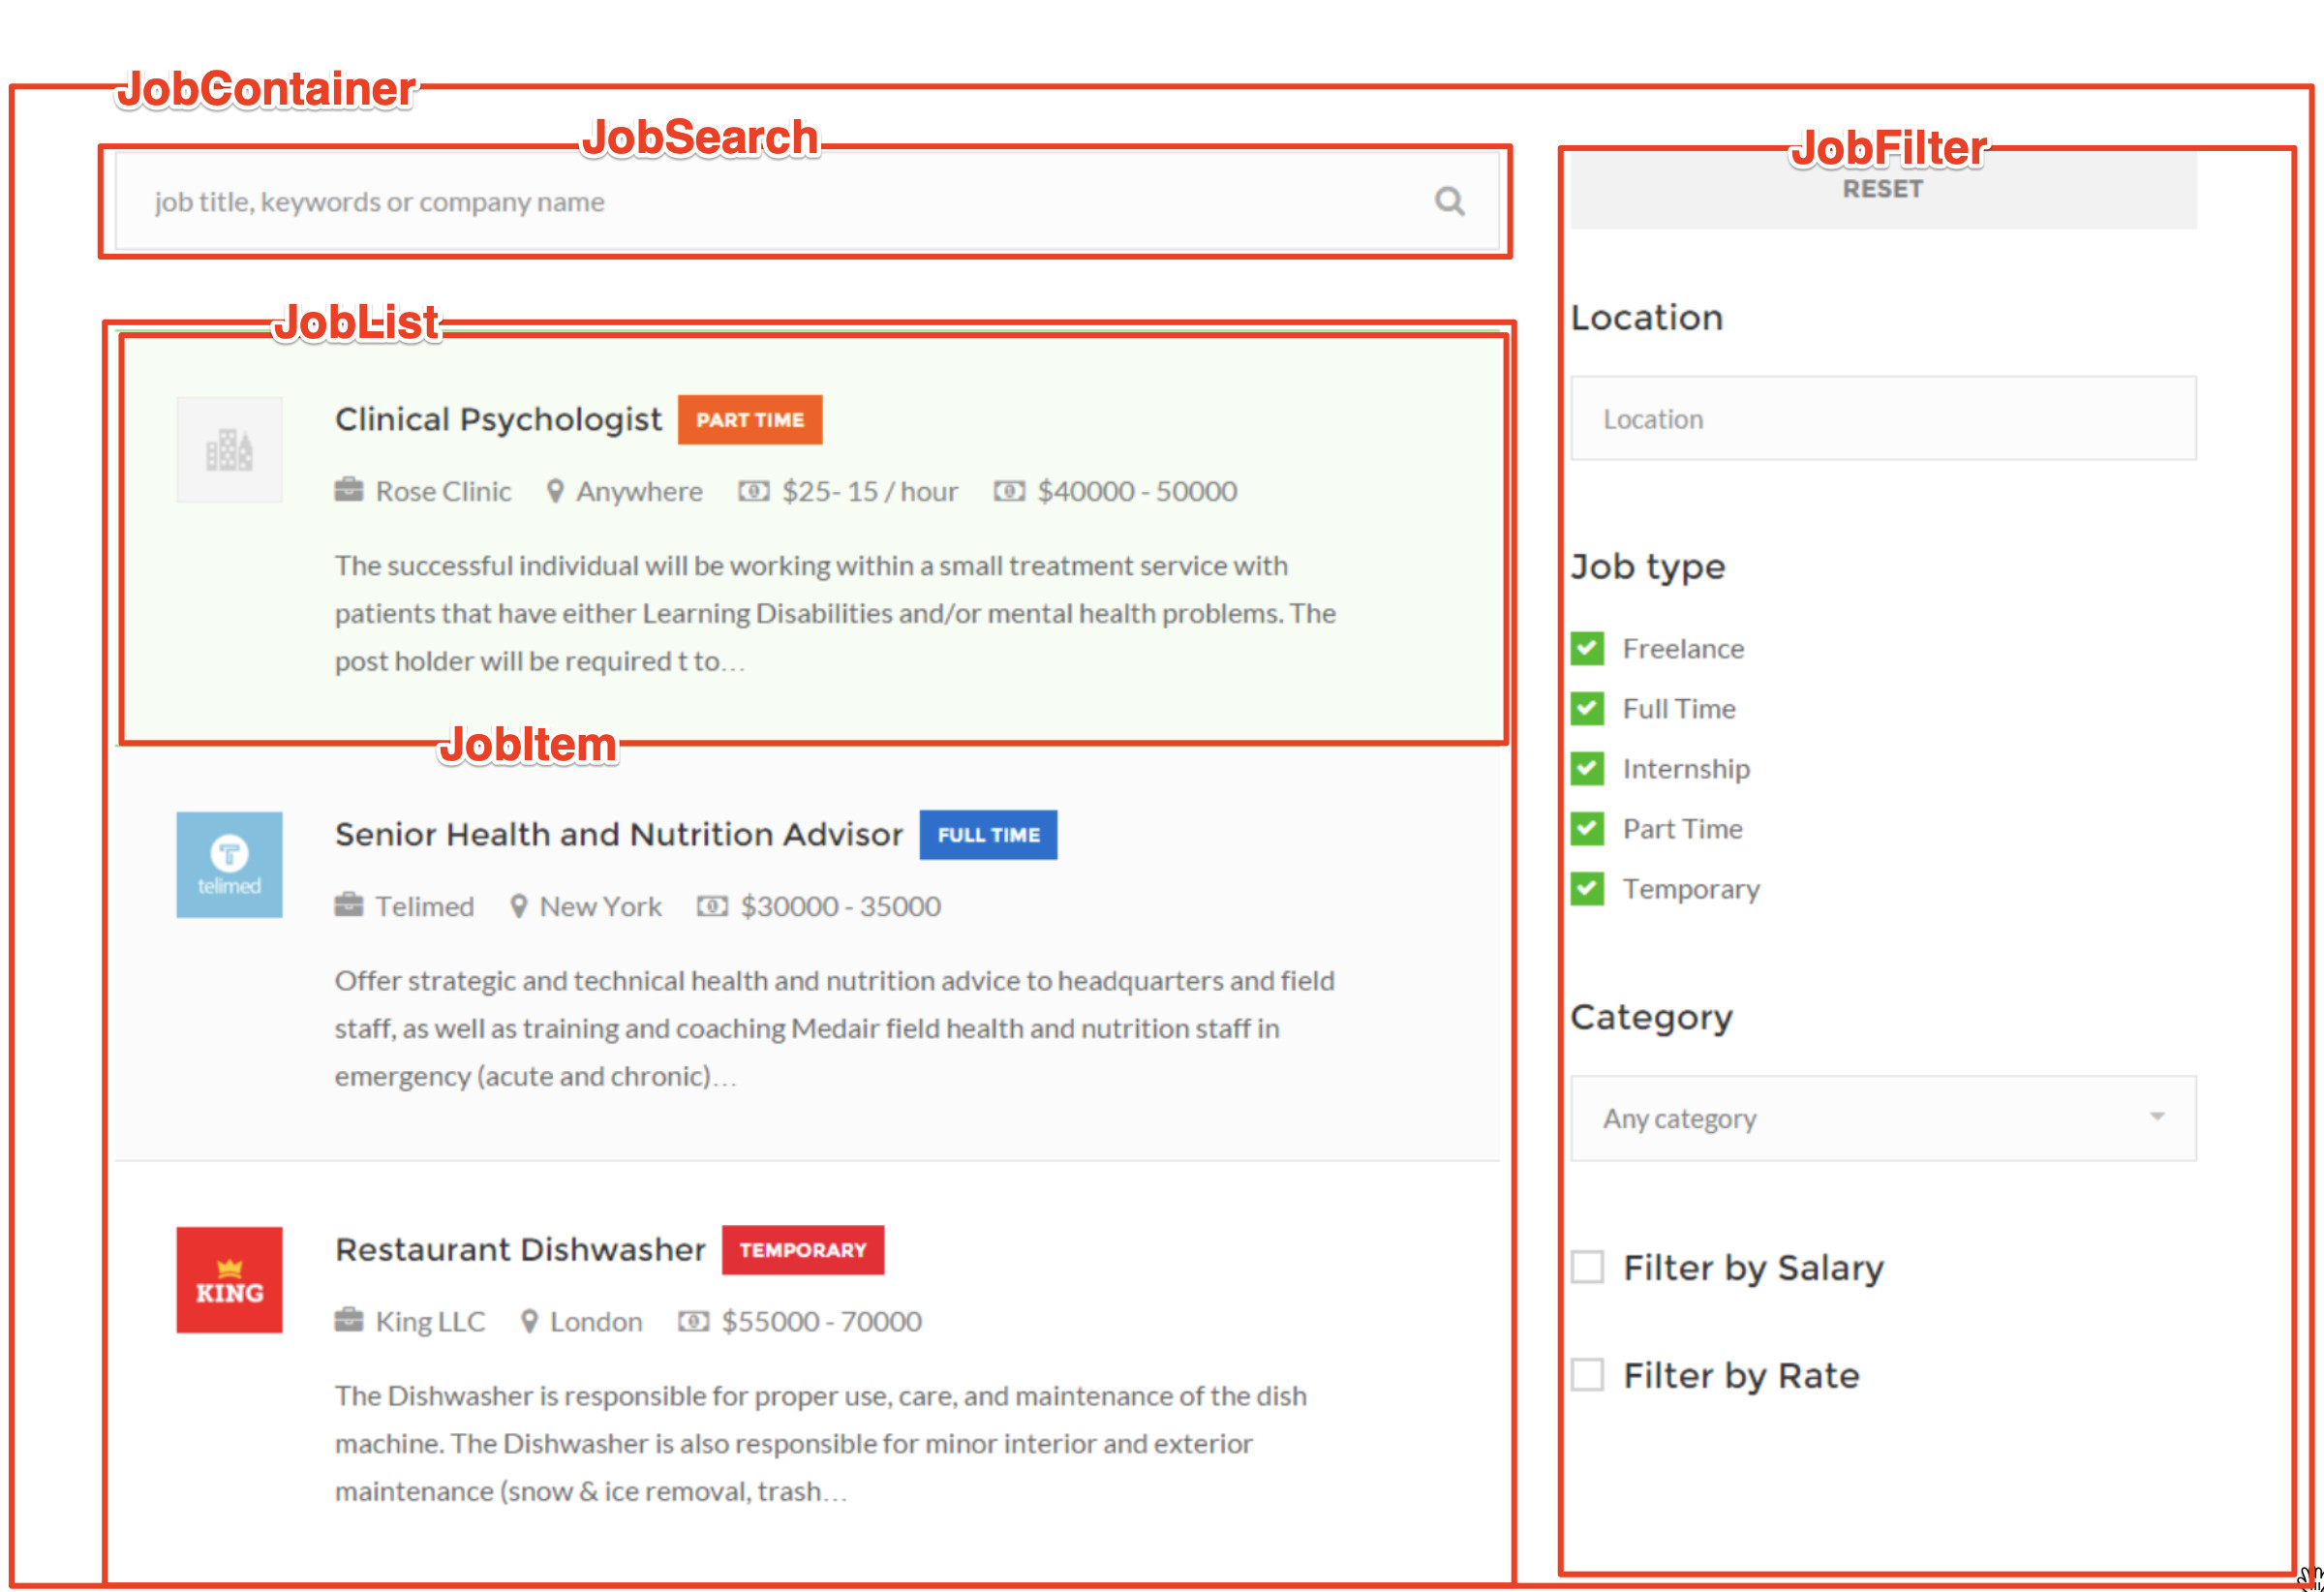 JobContainer
JobSearch
job title, keywords or company name
JobList
Clinical Psychologist PART TIME
Rose Clinic Anywhere $25- 15 / hour $40000 - 50000
The successful individual will be working within a small treatment service with
patients that have either Learning Disabilities and/or mental health problems. The
post holder will be required t to...
JobItem
telimed
Senior Health and Nutrition Advisor FULL TIME
Telimed New York $30000 - 35000
Offer strategic and technical health and nutrition advice to headquarters and field
staff, as well as training and coaching Medair field health and nutrition staff in
emergency (acute and chronic)...
KING
Restaurant Dishwasher TEMPORARY
King LLC London $55000 - 70000
The Dishwasher is responsible for proper use, care, and maintenance of the dish
machine. The Dishwasher is also responsible for minor interior and exterior
maintenance (snow & ice removal, trash...
JobFilter
RESET
Location
Location
Job type
Freelance
Full Time
Internship
Part Time
Temporary
Category
Any category
Filter by Salary
Filter by Rate